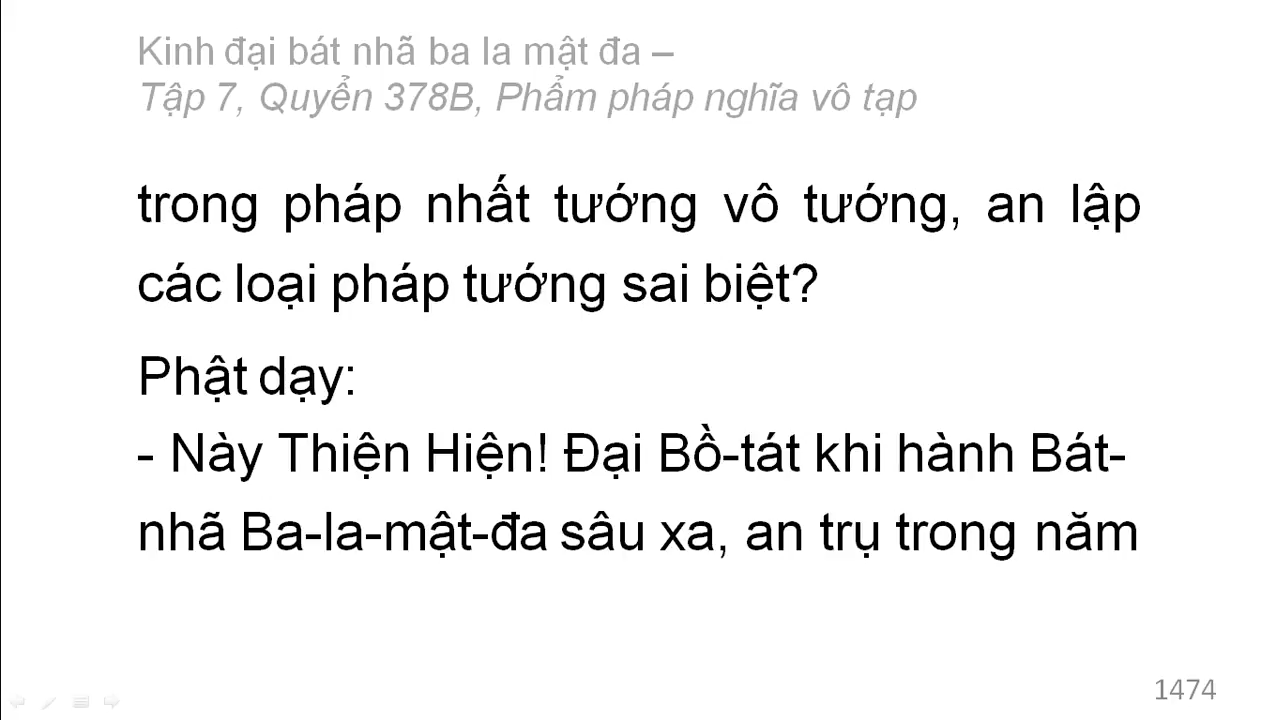 Kinh đại bát nhã ba la mật đa –
Tập 7, Quyển 378B, Phẩm pháp nghĩa vô tạp
trong pháp nhất tướng vô tướng, an lập
các loại pháp tướng sai biệt?
Phật dạy:
- Này Thiện Hiện! Đại Bồ-tát khi hành Bát-
nhã Ba-la-mật-đa sâu xa, an trụ trong năm
1474